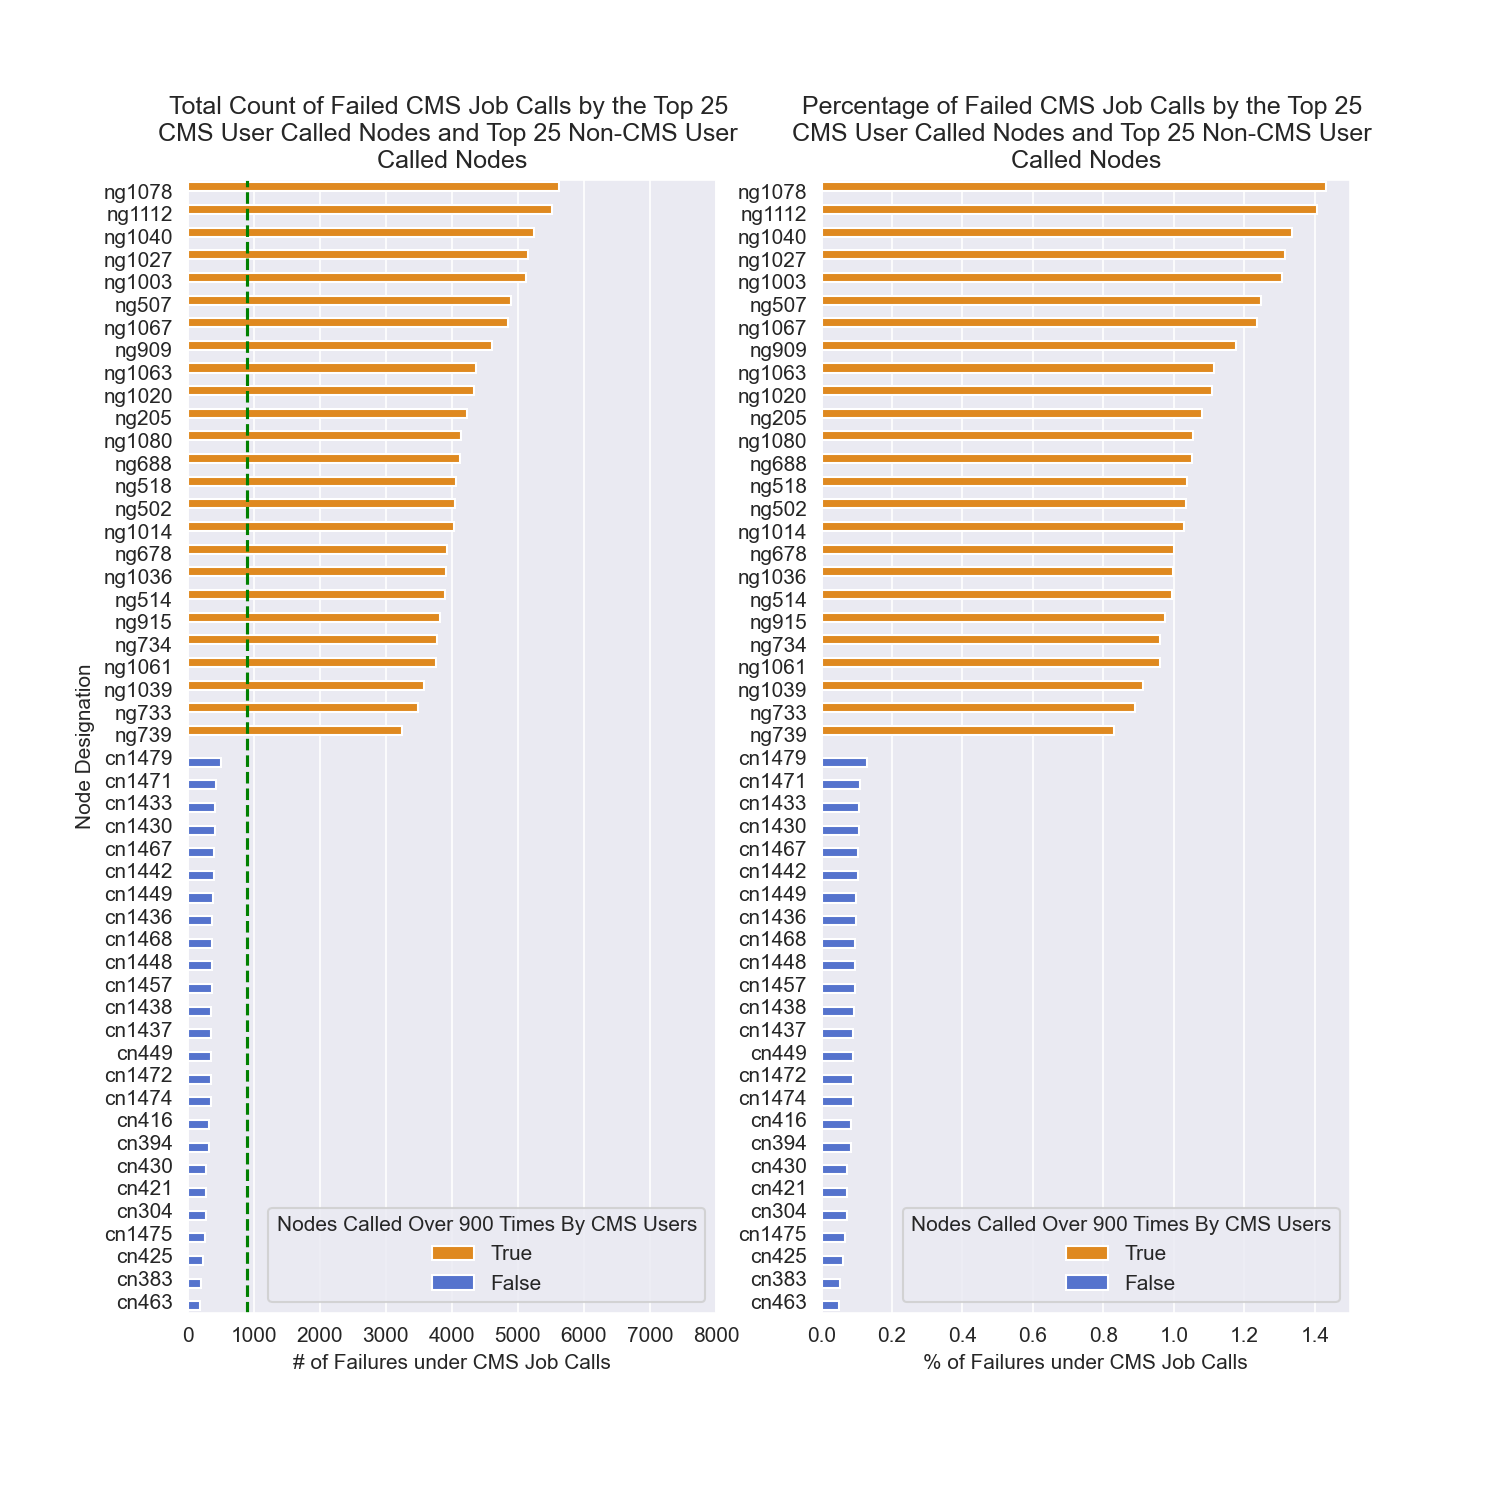 Total Count of Failed CMS Job Calls by the Top 25
CMS User Called Nodes and Top 25 Non-CMS User
Called Nodes
Node Designation
ng1078
ng1112
ng1040
ng1027
ng1003
ng507
ng1067
ng909
ng1063
ng1020
ng205
ng1080
ng688
ng518
ng502
ng1014
ng678
ng1036
ng514
ng915
ng734
ng1061
ng1039
ng733
ng739
cn1479
cn1471
cn1433
cn1430
cn1467
cn1442
cn1449
cn1436
cn1468
cn1448
cn1457
cn1438
cn1437
cn449
cn1472
cn1474
cn416
cn394
cn430
cn421
cn304
cn1475
cn425
cn383
cn463
Nodes Called Over 900 Times By CMS Users
True
False
0 1000 2000 3000 4000 5000 6000 7000 8000
# of Failures under CMS Job Calls
Percentage of Failed CMS Job Calls by the Top 25
CMS User Called Nodes and Top 25 Non-CMS User
Called Nodes
ng1078
ng1112
ng1040
ng1027
ng1003
ng507
ng1067
ng909
ng1063
ng1020
ng205
ng1080
ng688
ng518
ng502
ng1014
ng678
ng1036
ng514
ng915
ng734
ng1061
ng1039
ng733
ng739
cn1479
cn1471
cn1433
cn1430
cn1467
cn1442
cn1449
cn1436
cn1468
cn1448
cn1457
cn1438
cn1437
cn449
cn1472
cn1474
cn416
cn394
cn430
cn421
cn304
cn1475
cn425
cn383
cn463
Nodes Called Over 900 Times By CMS Users
True
False
0.0 0.2 0.4 0.6 0.8 1.0 1.2 1.4
% of Failures under CMS Job Calls